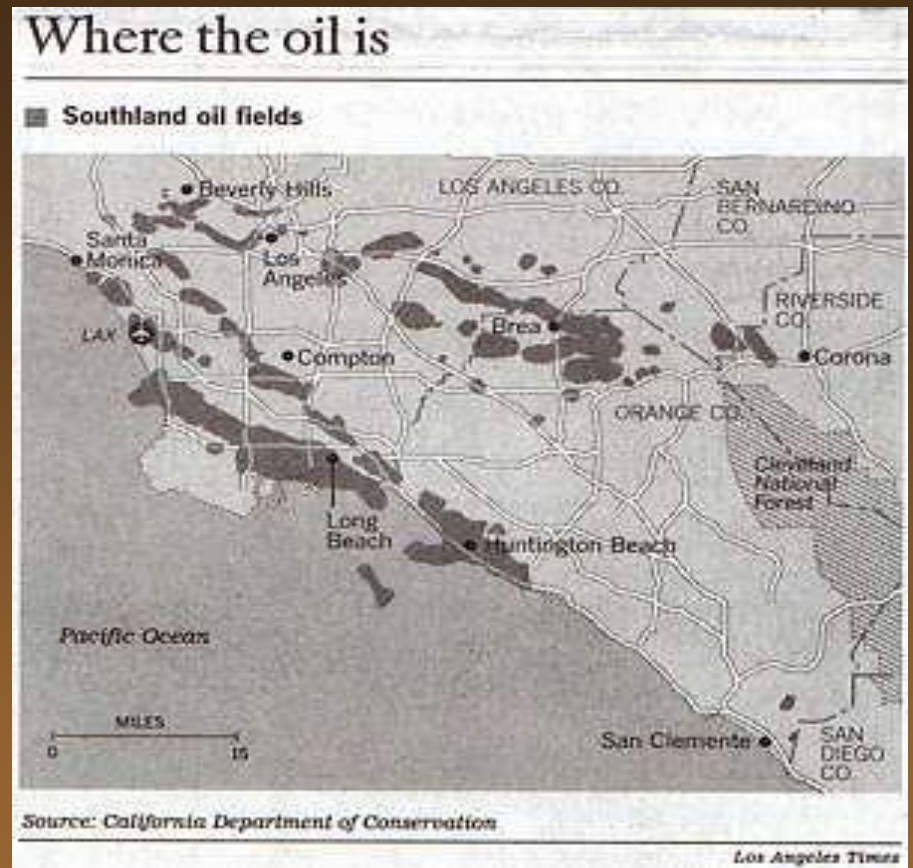 Where the oil is
Southland oil fields
Beverly Hills
LOS ANGELES CO.
SAN
BERNARDINO
CO.
Santa
Monica
Los
Angeles
RIVERSIDE
CO.
LAX
Brea
Compton
Corona
ORANGE CO.
Cleveland
National
Forest
Long
Beach
Huntington Beach
Pacific Ocean
MILES
0 15
San Clemente
SAN
DIEGO
CO.
Source: California Department of Conservation
Los Angeles Times